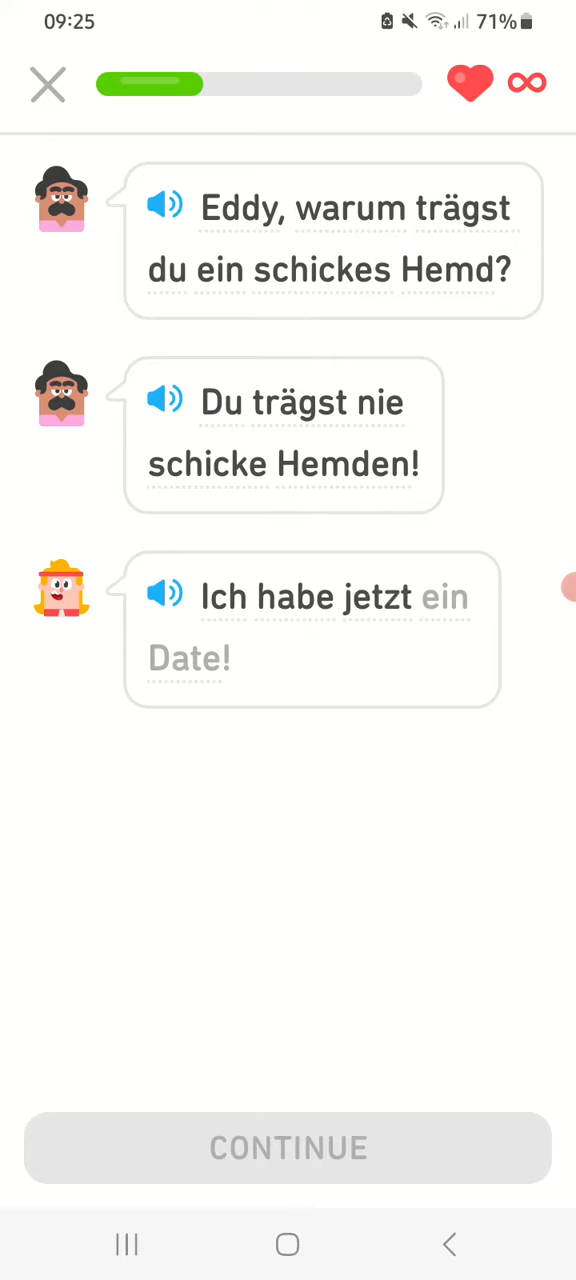 09:25
71%
Eddy, warum trägst
du ein schickes Hemd?
Du trägst nie
schicke Hemden!
Ich habe jetzt ein
Date!
CONTINUE